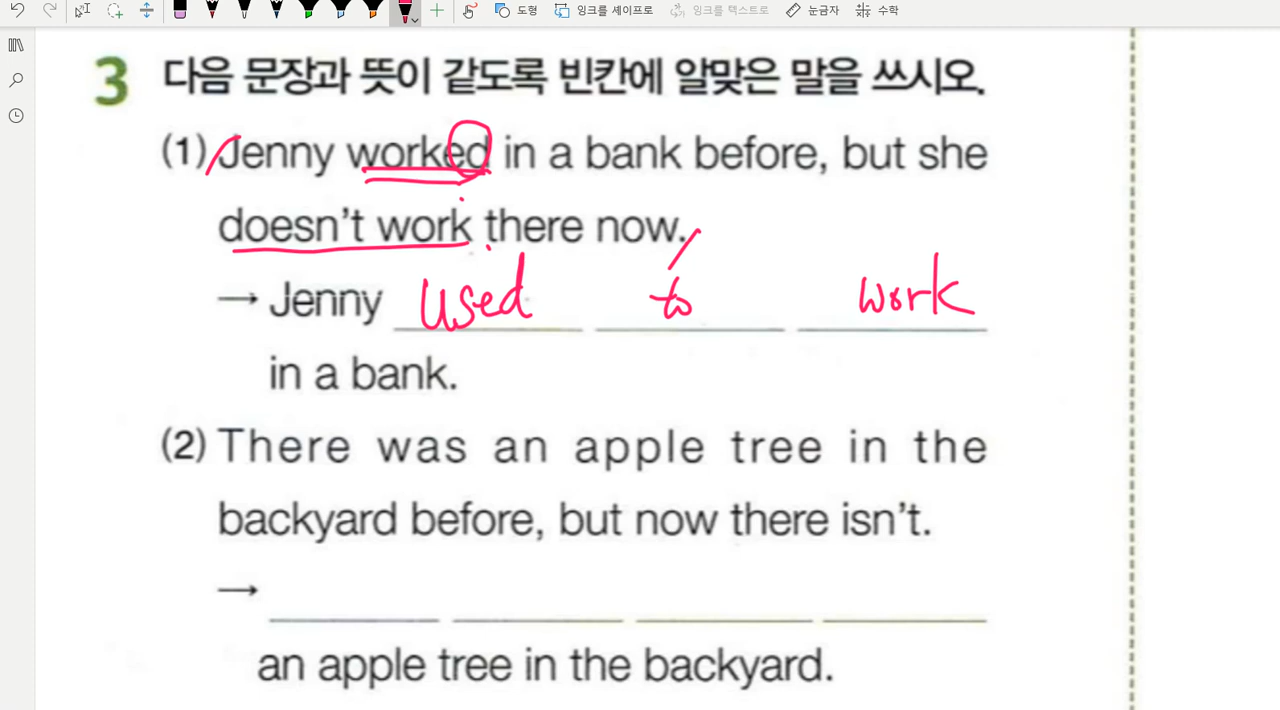 도형 잉크를 셰이프로 잉크를 텍스트로 눈금자 수학
3 다음 문장과 뜻이 같도록 빈칸에 알맞은 말을 쓰시오.
(1) Jenny worked in a bank before, but she
doesn't work there now.
→ Jenny used to work
in a bank.
(2) There was an apple tree in the
backyard before, but now there isn't.
→
an apple tree in the backyard.